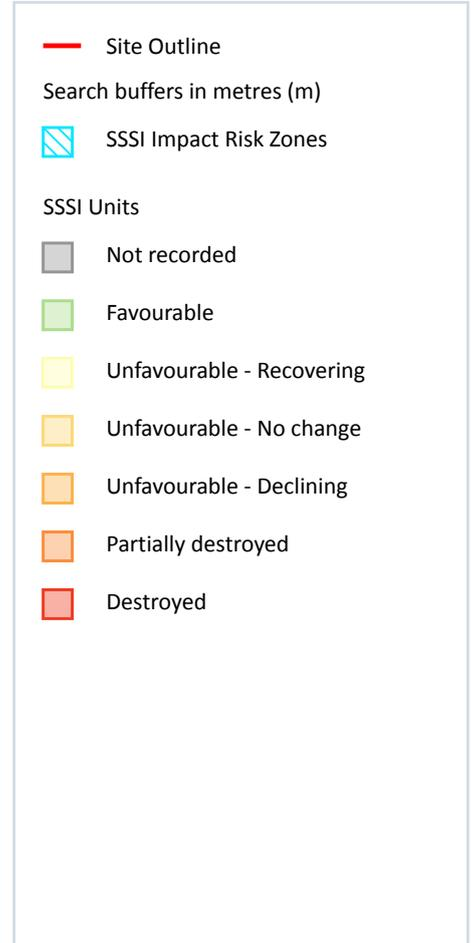 Site Outline
Search buffers in metres (m)
SSSI Impact Risk Zones
SSSI Units
Not recorded
Favourable
Unfavourable - Recovering
Unfavourable - No change
Unfavourable - Declining
Partially destroyed
Destroyed